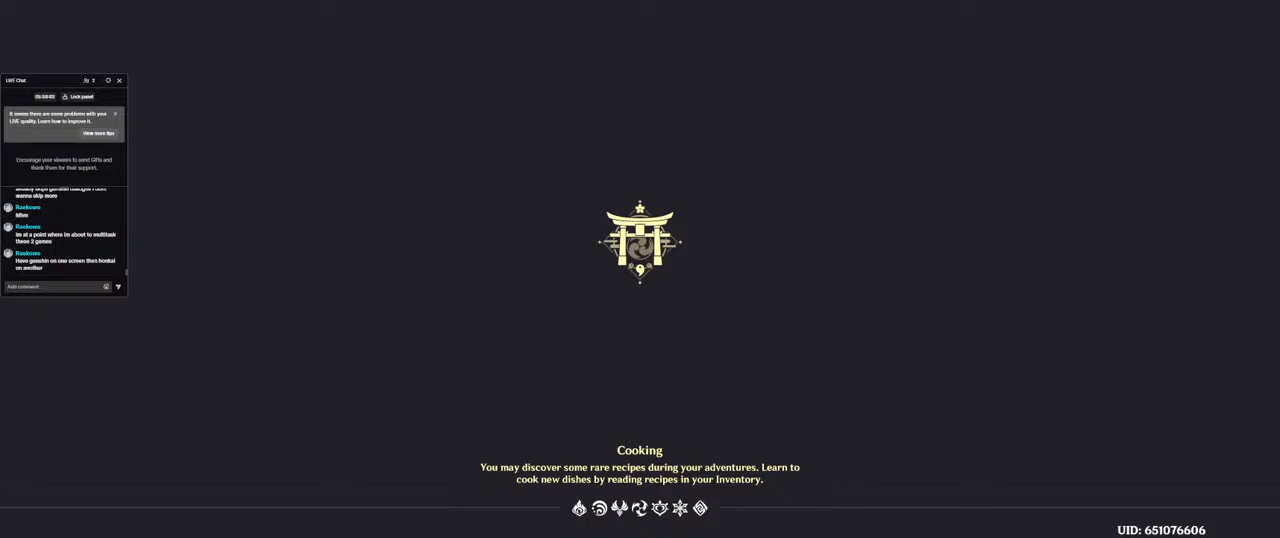 LIVE Chat
2
01:58:02
Lock panel
It seems there are some problems with your
LIVE quality. Learn how to improve it.
View more tips
Encourage your viewers to send Gifts and
thank them for their support.
wanna skip more
Raekowo
Mhm
Raekowo
Im at a point where im about to multitask
these 2 games
Raekowo
Have genshin on one screen then honkai
on another
Add comment...
Cooking
You may discover some rare recipes during your adventures. Learn to
cook new dishes by reading recipes in your Inventory.
UID: 651076606